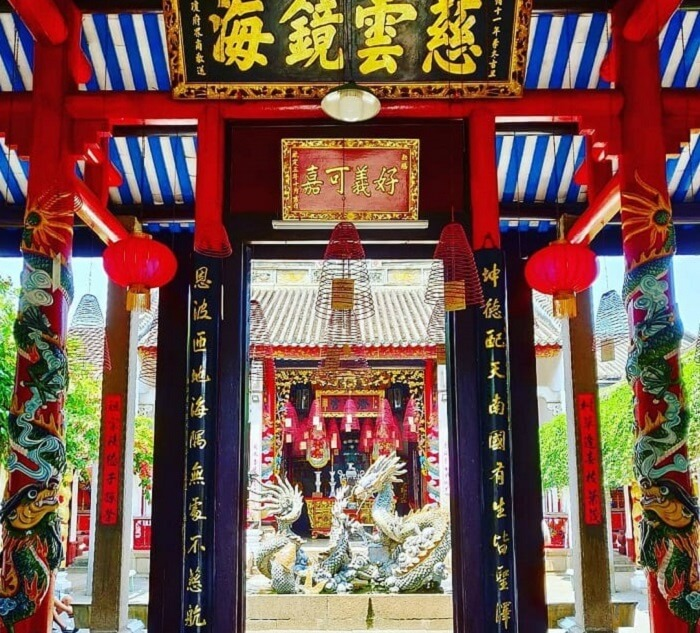 慈雲鏡海
好義可嘉
坤德配天南國有生皆聖澤
恩波匝地海隅無處不慈航